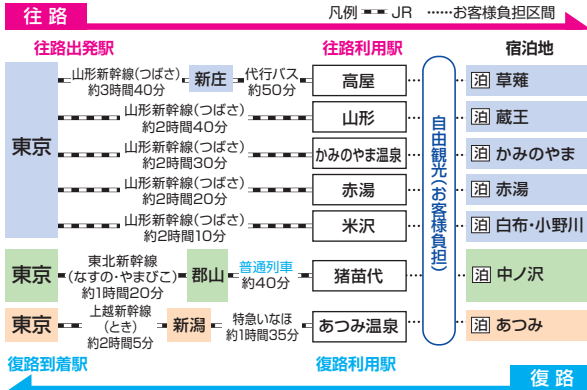 往路
凡例 JR ……お客様負担区間
往路出発駅 往路利用駅 宿泊地
東京 山形新幹線(つばさ) 約3時間40分 新庄 代行バス 約50分 高屋 泊 草薙
山形新幹線(つばさ) 約2時間40分 山形 泊 蔵王
山形新幹線(つばさ) 約2時間30分 かみのやま温泉 泊 かみのやま
山形新幹線(つばさ) 約2時間20分 赤湯 泊 赤湯
山形新幹線(つばさ) 約2時間10分 米沢 泊 白布・小野川
自由観光(お客様負担)
東京 東北新幹線 (なすの・やまびこ) 約1時間20分 郡山 普通列車 約40分 猪苗代 泊 中ノ沢
東京 上越新幹線 (とき) 約2時間5分 新潟 特急いなほ 約1時間35分 あつみ温泉 泊 あつみ
復路到着駅 復路利用駅
復路